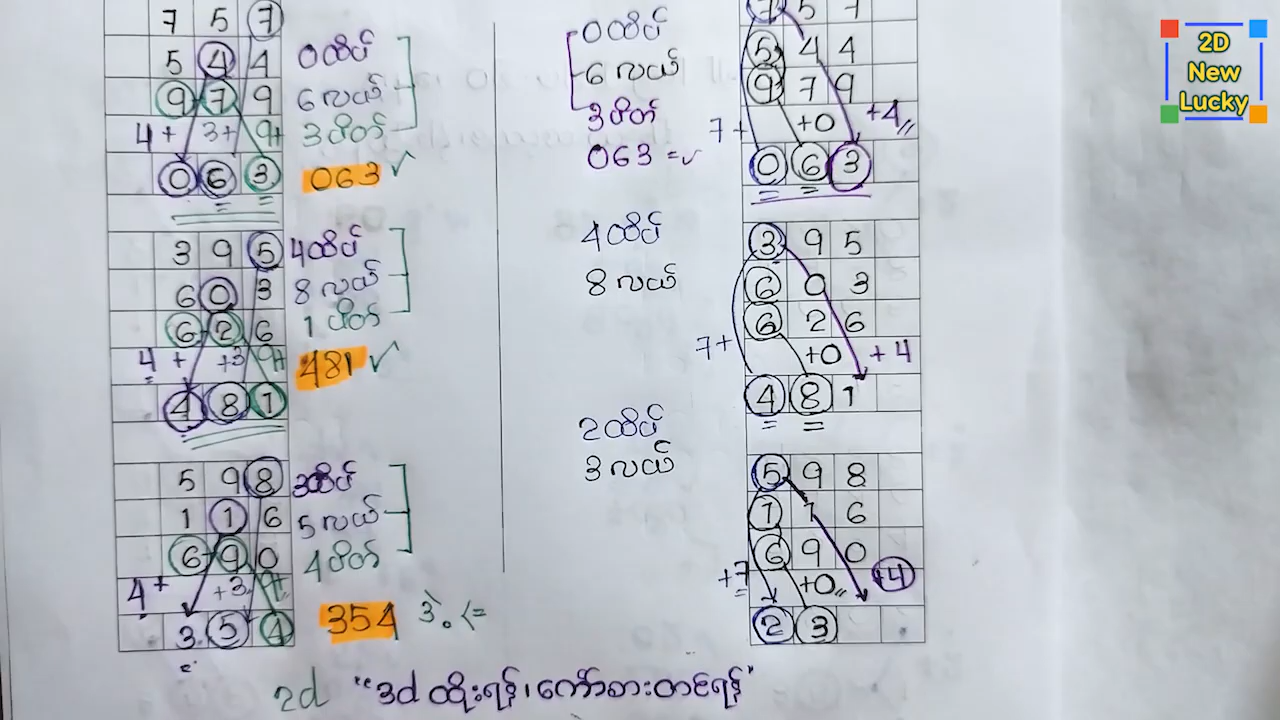 7 5 7
5 4 4 0ထိပ်
9 7 9 6 လယ်
4+ 3+ 9+ 3 ပိတ်
0 6 3 063 ✓
3 9 5 4ထိပ်
6 0 3 8 လယ်
6 2 6 1 ပိတ်
4 + +3 9+ 481 ✓
4 8 1
5 9 8 3ထိပ်
1 1 6 5 လယ်
6 9 0 4 ပိတ်
4+ +3 9+
3 5 4 354
0ထိပ် 7 5 7
6 လယ် 5 4 4
3 ပိတ် 9 7 9
7+ +0 +4
063 = ✓ 0 6 3
4ထိပ် 3 9 5
8 လယ် 6 0 3
6 2 6
7+ +0 +4
4 8 1
2ထိပ် 5 9 8
3 လယ် 1 1 6
6 9 0
+7 +0 +4
2 3
2d "3d ထိုးရန်၊ ကော်စားတင်ရန်"
2D
New
Lucky